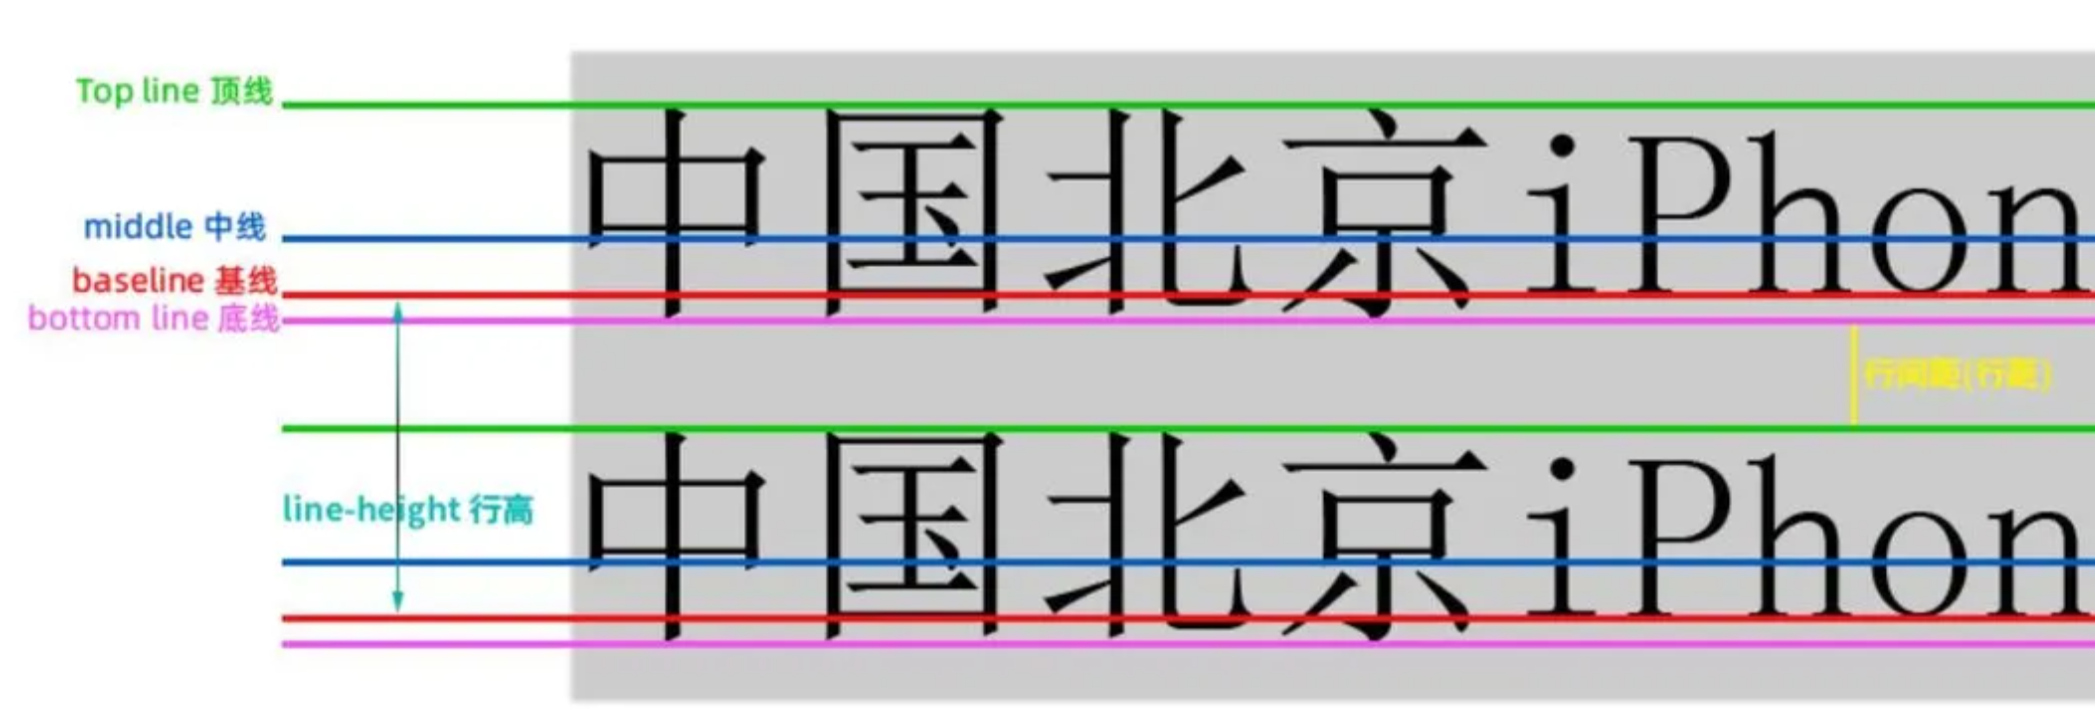 Top line 顶线
中国北京iPhon
middle 中线
baseline 基线
bottom line 底线
行间距(行距)
中国北京iPhon
line-height 行高